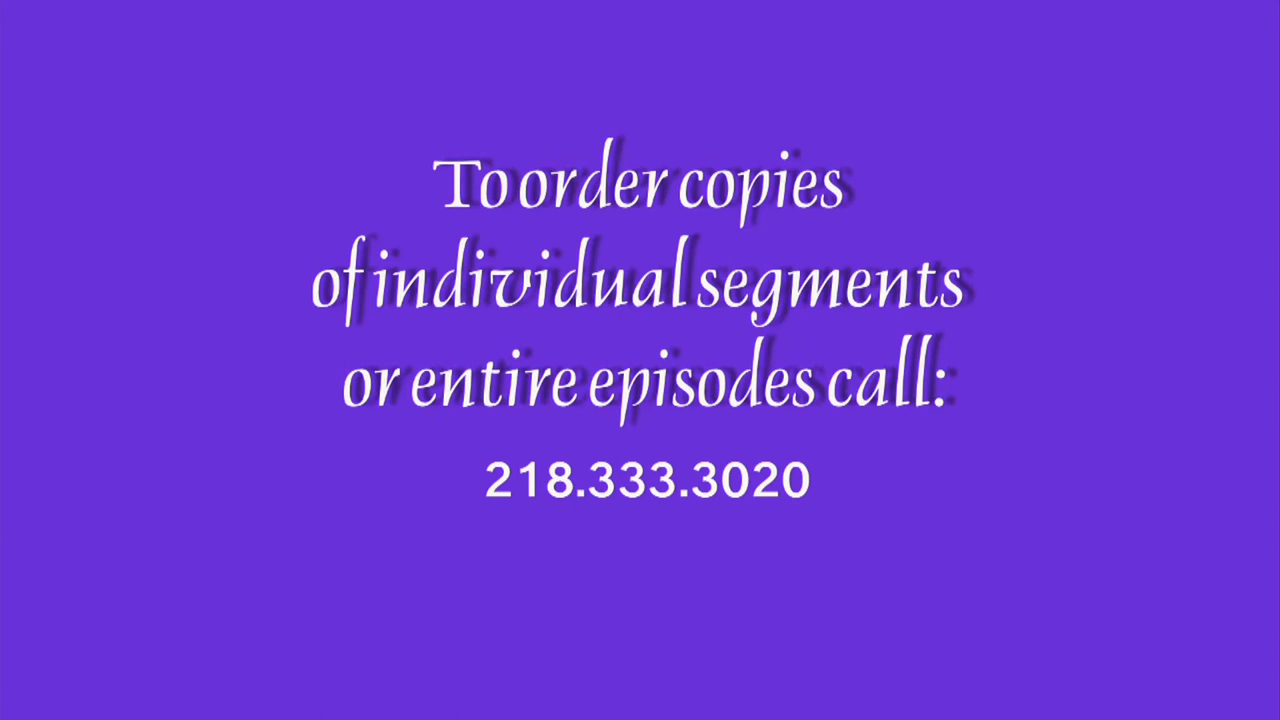 To order copies
of individual segments
or entire episodes call:
218.333.3020